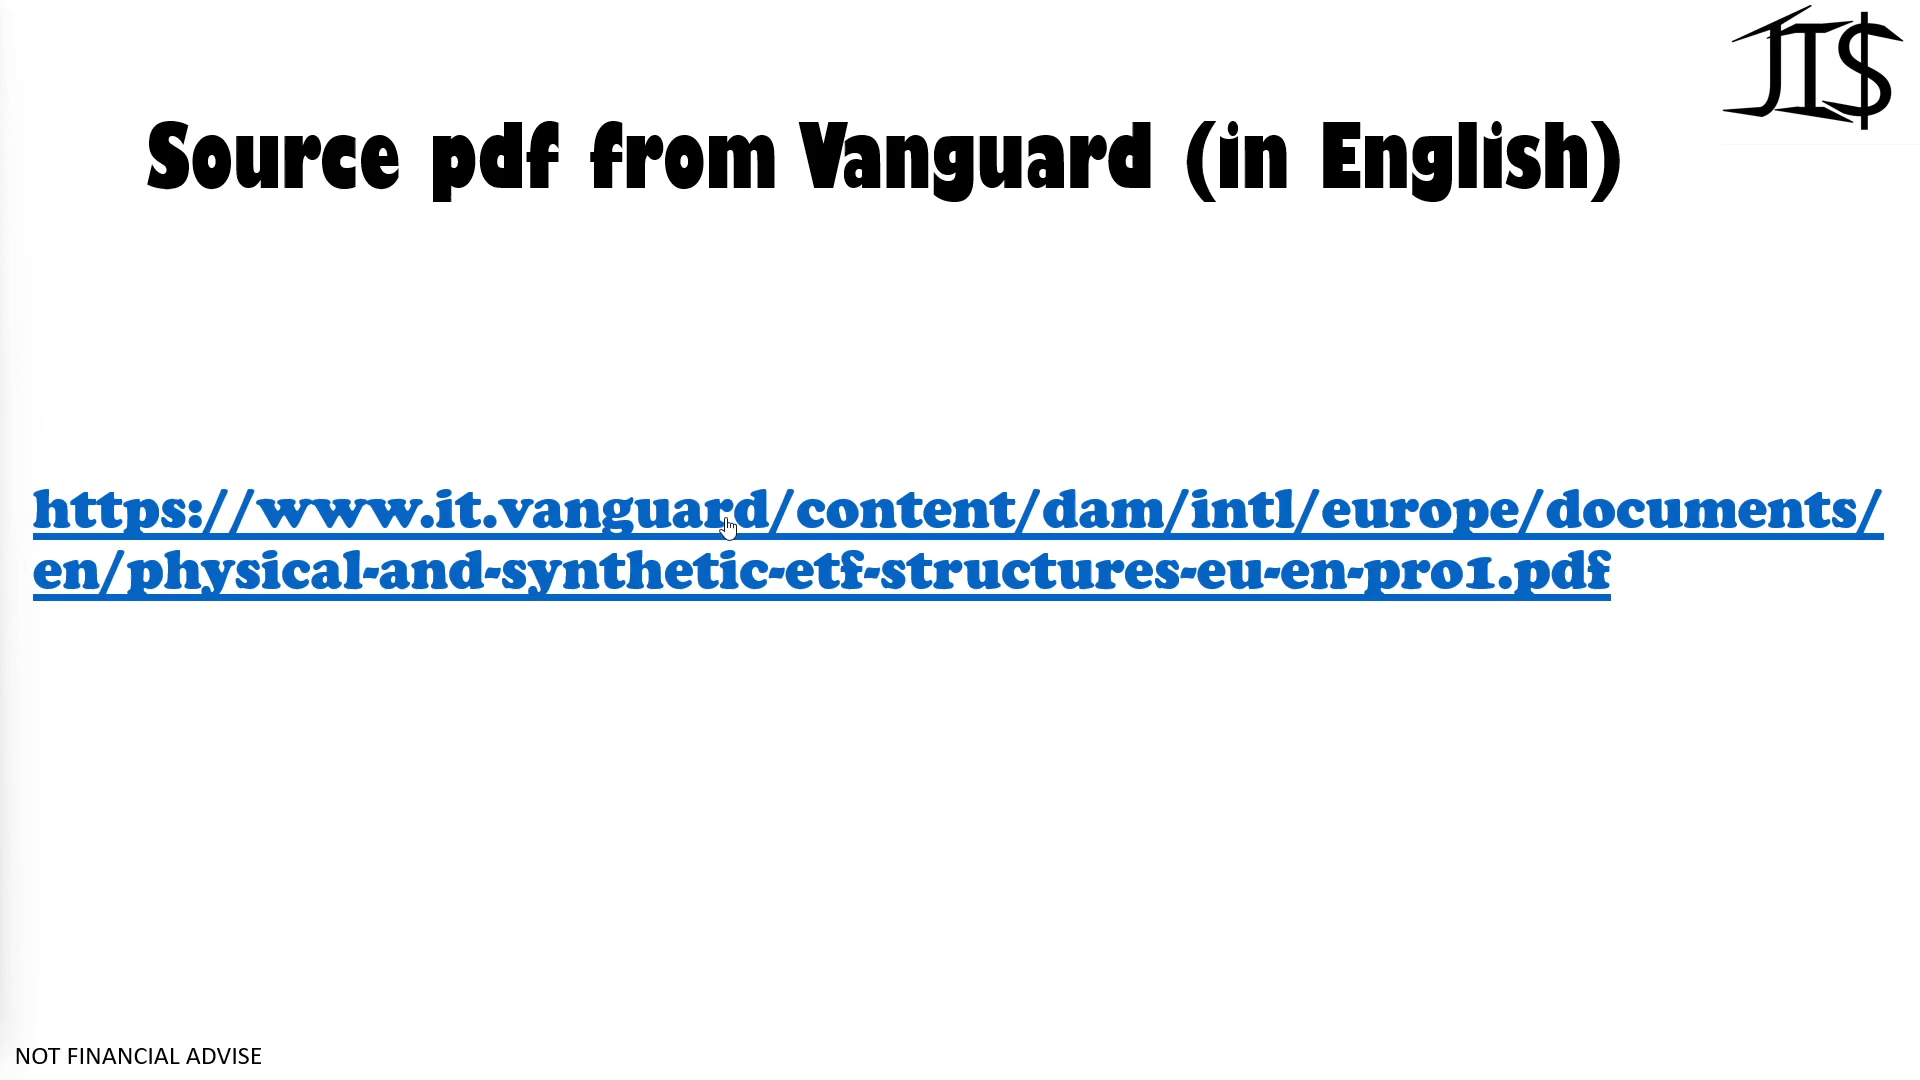 JI$
Source pdf from Vanguard (in English)
https://www.it.vanguard/content/dam/intl/europe/documents/
en/physical-and-synthetic-etf-structures-eu-en-pro1.pdf
NOT FINANCIAL ADVISE